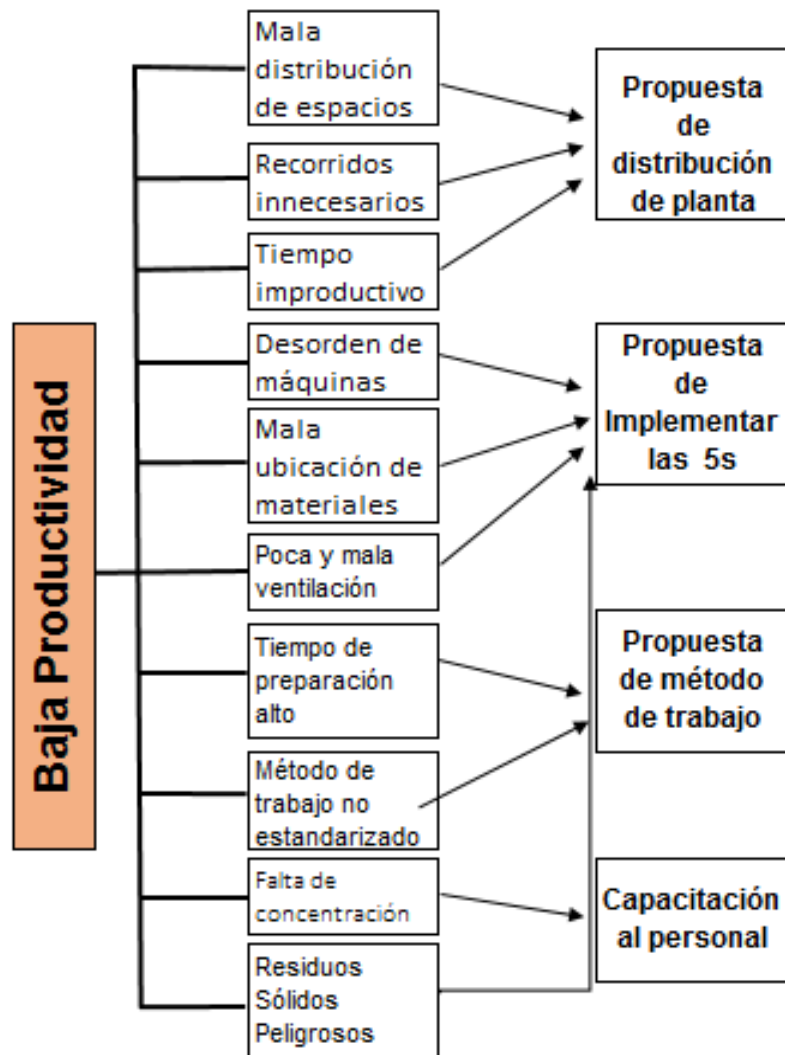 Baja Productividad
Mala
distribución
de espacios
Recorridos
innecesarios
Tiempo
improductivo
Desorden de
máquinas
Mala
ubicación de
materiales
Poca y mala
ventilación
Tiempo de
preparación
alto
Método de
trabajo no
estandarizado
Falta de
concentración
Residuos
Sólidos
Peligrosos
Propuesta
de
distribución
de planta
Propuesta
de
Implementar
las 5s
Propuesta
de método
de trabajo
Capacitación
al personal